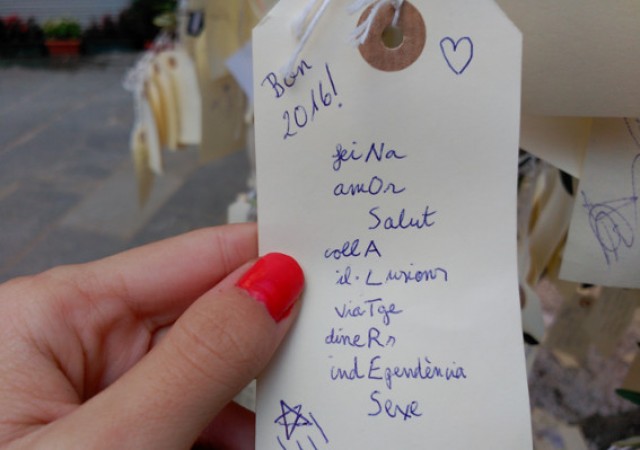 Bon
2016!
feiNa
amOr
Salut
collA
il·Lusions
viaTge
dineRs
indEpendència
Sexe